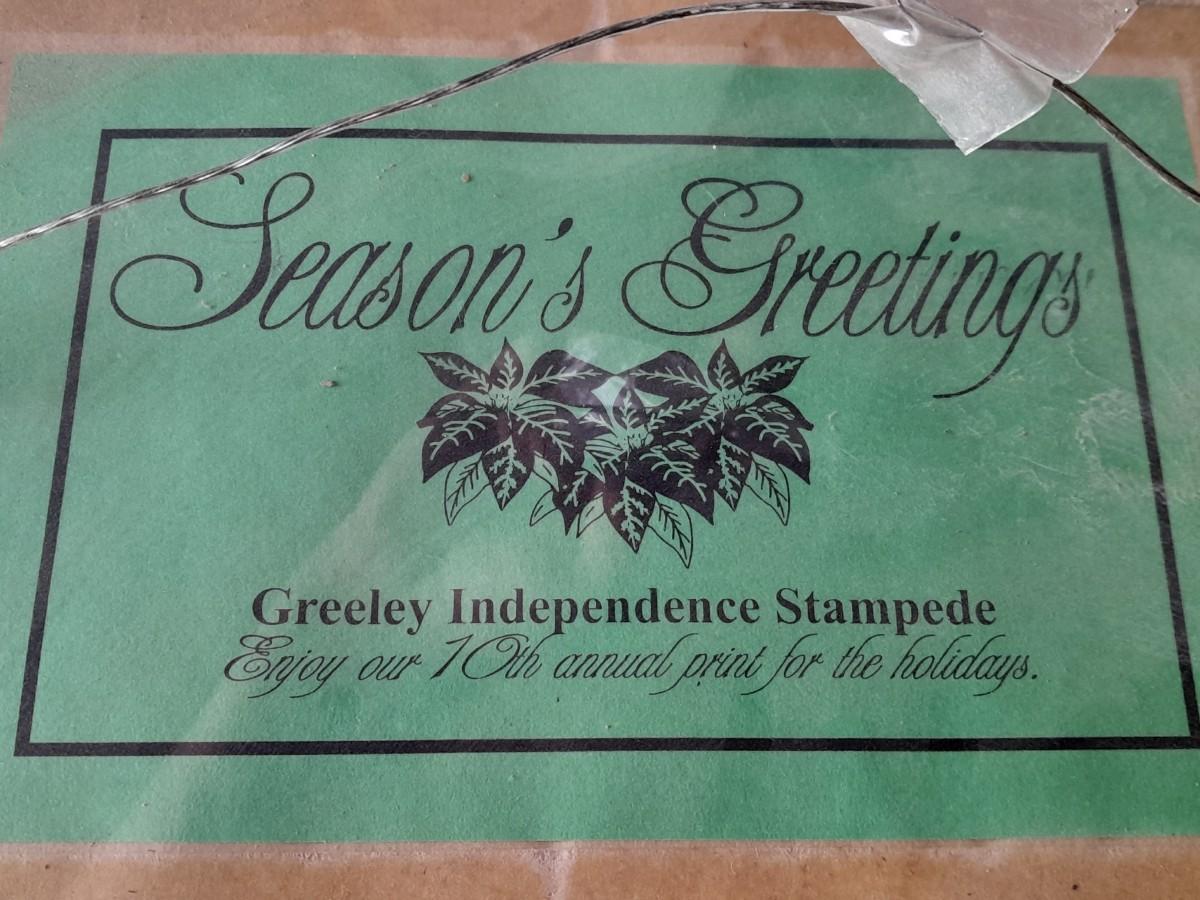 Season's Greetings
Greeley Independence Stampede
Enjoy our 10th annual print for the holidays.